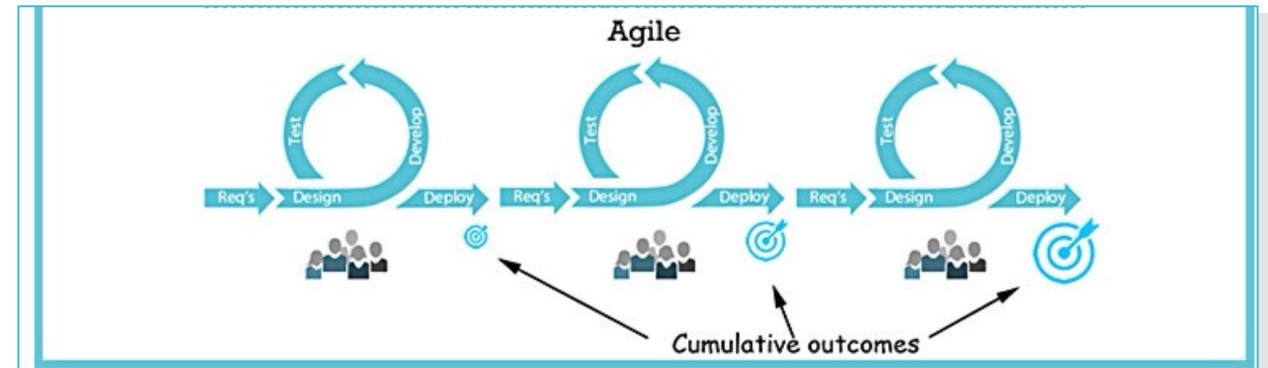 Agile
Test
Develop
Req's
Design
Deploy
Test
Develop
Req's
Design
Deploy
Test
Develop
Req's
Design
Deploy
Cumulative outcomes